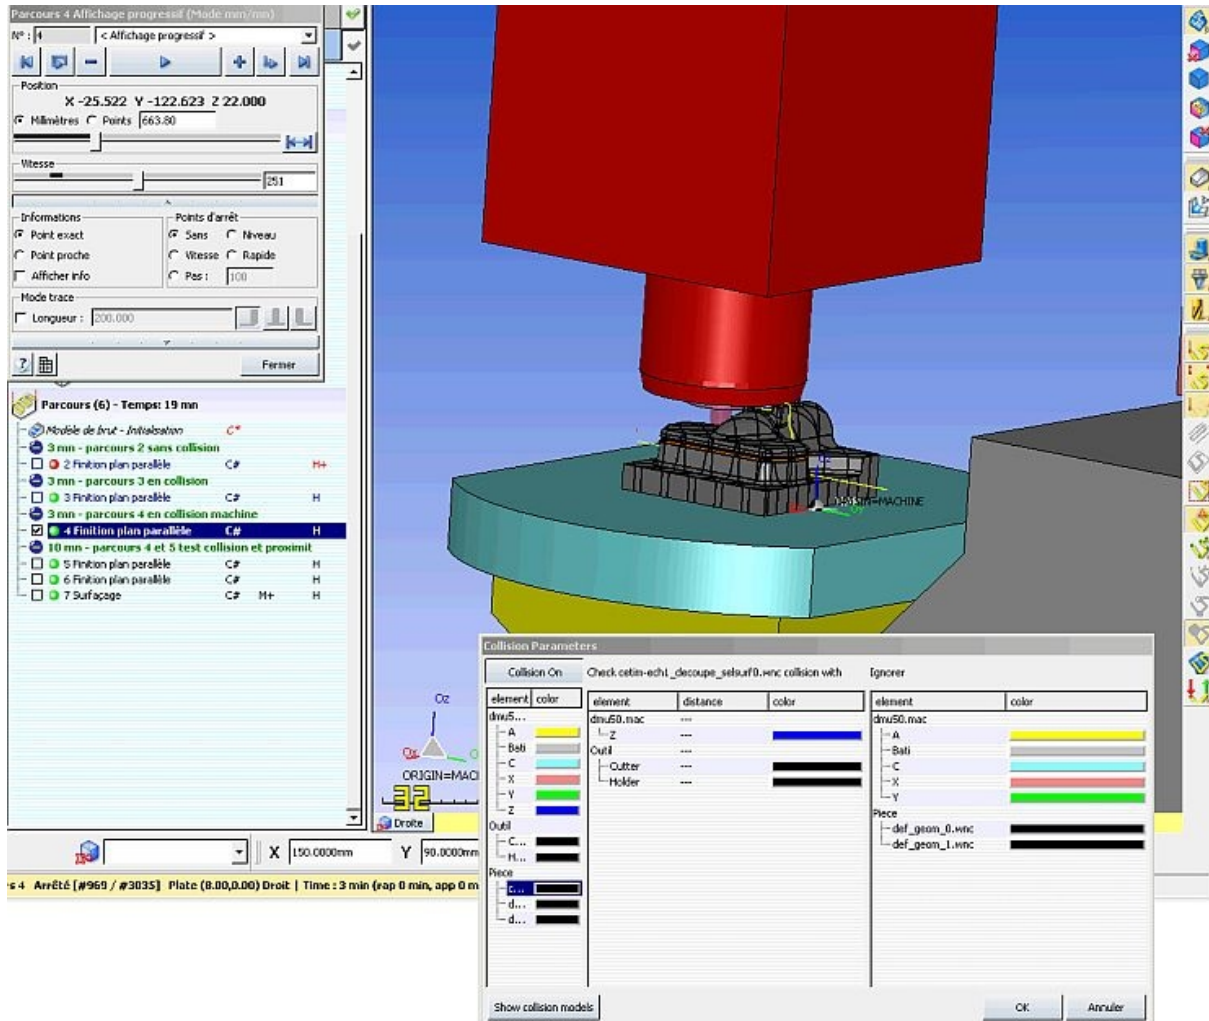 Parcours 4 Affichage progressif (Mode mm/mn)
N° : 4 < Affichage progressif >
Position
X -25.522 Y -122.623 Z 22.000
Millimètres Points 663.80
Vitesse
251
Informations Points d'arrêt
Point exact Sans Niveau
Point proche Vitesse Rapide
Afficher info Pas : 100
Mode trace
Longueur : 200.000
Fermer
Parcours (6) - Temps: 19 mn
Modèle de brut - Initialisation C*
3 mn - parcours 2 sans collision
2 Finition plan parallèle C# M+
3 mn - parcours 3 en collision
3 Finition plan parallèle C# H
3 mn - parcours 4 en collision machine
4 Finition plan parallèle C# H
10 mn - parcours 4 et 5 test collision et proximit
5 Finition plan parallèle C# H
6 Finition plan parallèle C# H
7 Surfaçage C# M+ H
ORIGIN=MACHINE
Oz
Ox
ORIGIN=MACH
32
Droite
X 150.0000mm Y 90.0000mm
s 4 Arrêté [#969 / #3035] Plate (8.00,0.00) Droit | Time : 3 min (rap 0 min, app 0 m
Collision Parameters
Collision On Check cetim-ech1_decoupe_selsurf0.wnc collision with Ignorer
element color
dmu5...
A
Bati
C
X
Y
Z
Outil
C...
H...
Piece
c...
d...
d...
element distance color
dmu50.mac ---
Z ---
Outil ---
Cutter ---
Holder ---
element color
dmu50.mac
A
Bati
C
X
Y
Piece
def_geom_0.wnc
def_geom_1.wnc
Show collision models OK Annuler